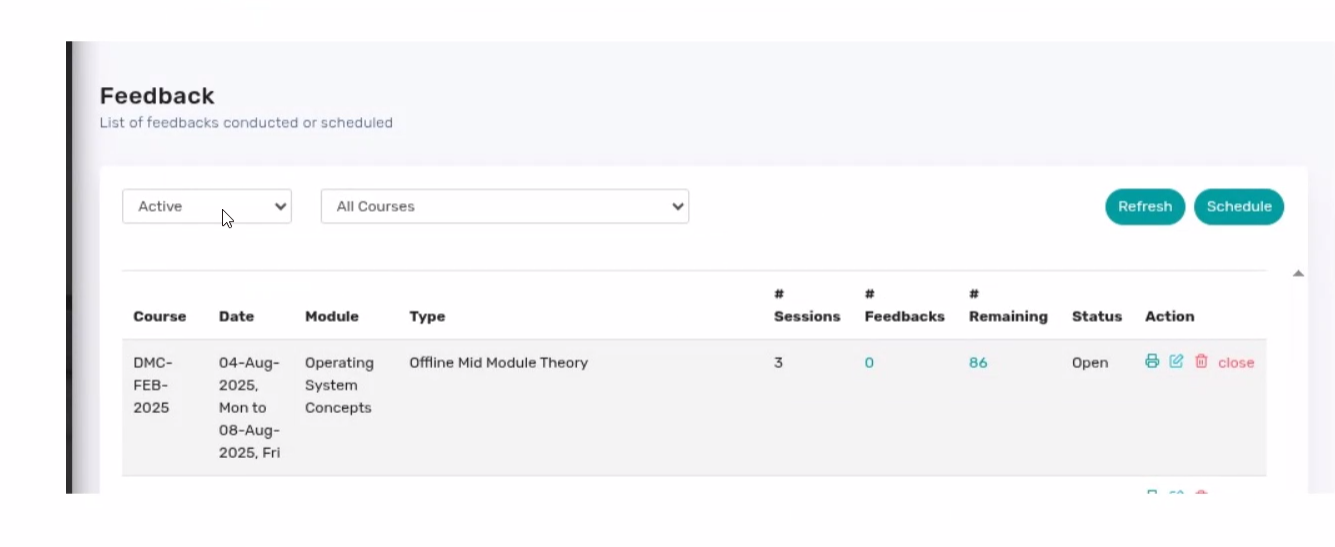 Feedback
List of feedbacks conducted or scheduled
Active
All Courses
Refresh
Schedule
Course Date Module Type # Sessions # Feedbacks # Remaining Status Action
DMC-
FEB-
2025
04-Aug-
2025,
Mon to
08-Aug-
2025, Fri
Operating
System
Concepts
Offline Mid Module Theory
3
0
86
Open
close